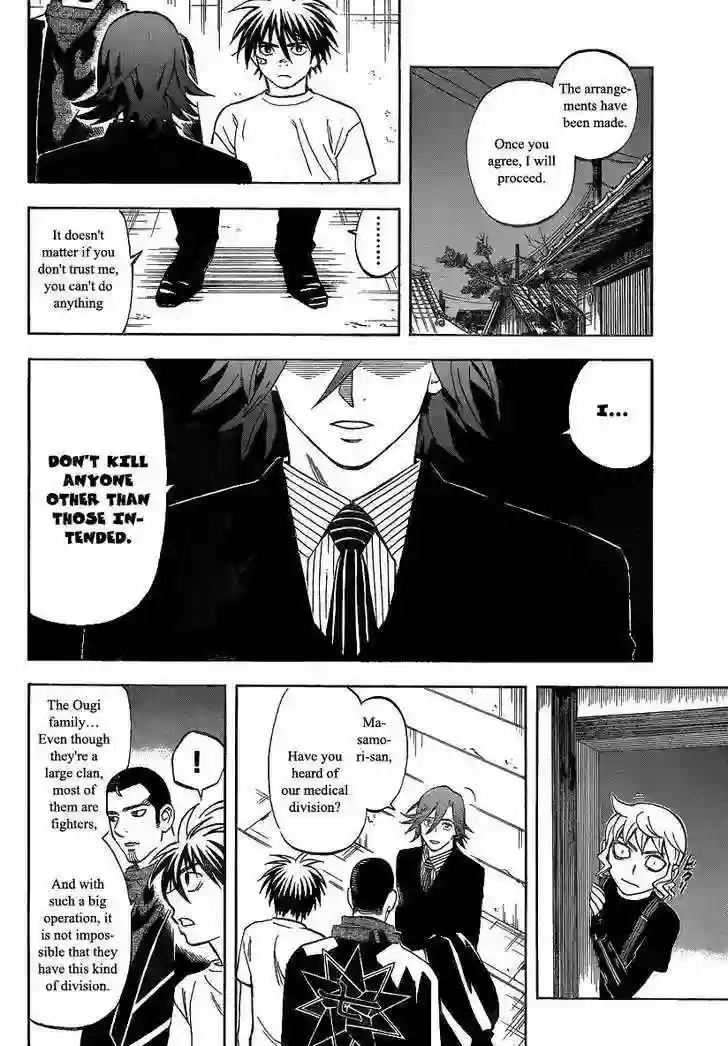 The arrange-
ments have
been made.
Once you
agree, I will
proceed.
.......
It doesn't
matter if you
don't trust me,
you can't do
anything
I...
DON'T KILL
ANYONE
OTHER THAN
THOSE IN-
TENDED.
Ma-
samo-
ri-san,
Have you
heard of
our medical
division?
!
The Ougi
family...
Even though
they're a
large clan,
most of
them are
fighters,
And with
such a big
operation, it
is not impos-
sible that they
have this kind
of division.